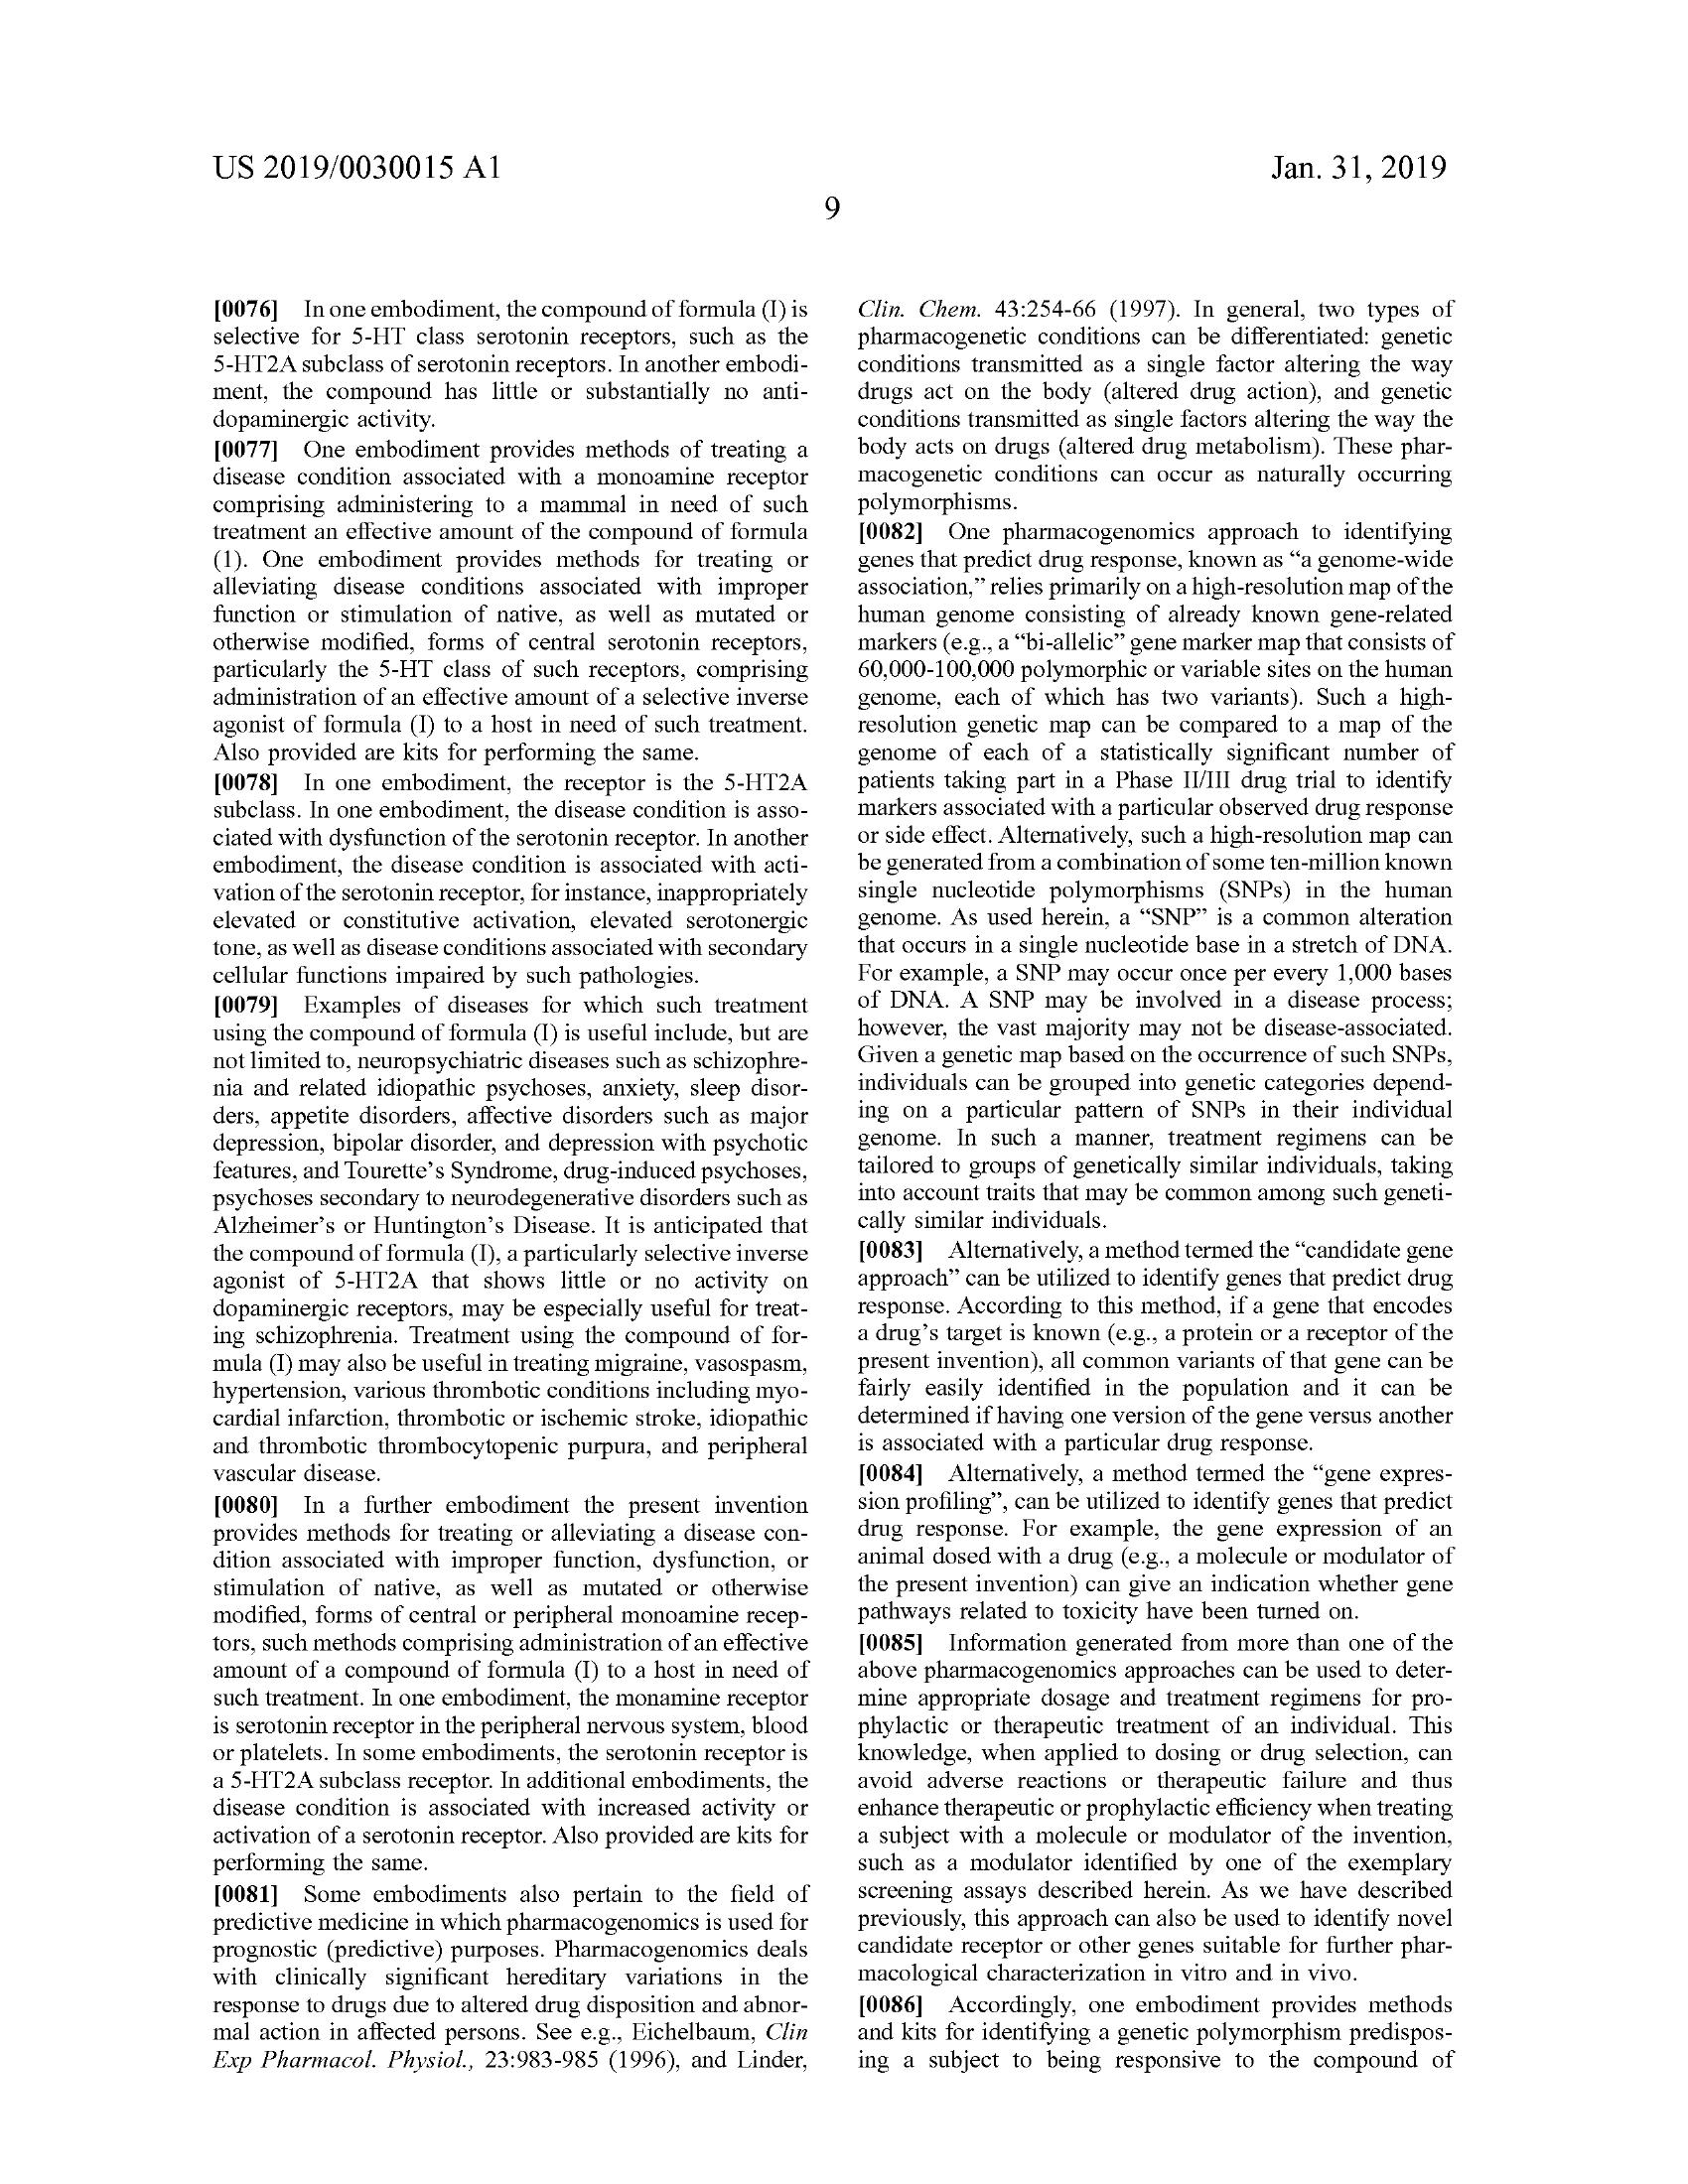 US 2019/0030015 A1
Jan. 31, 2019
9
[0076] In one embodiment, the compound of formula (I) is
selective for 5-HT class serotonin receptors, such as the
5-HT2A subclass of serotonin receptors. In another embodi-
ment, the compound has little or substantially no anti-
dopaminergic activity.
[0077] One embodiment provides methods of treating a
disease condition associated with a monoamine receptor
comprising administering to a mammal in need of such
treatment an effective amount of the compound of formula
(1). One embodiment provides methods for treating or
alleviating disease conditions associated with improper
function or stimulation of native, as well as mutated or
otherwise modified, forms of central serotonin receptors,
particularly the 5-HT class of such receptors, comprising
administration of an effective amount of a selective inverse
agonist of formula (I) to a host in need of such treatment.
Also provided are kits for performing the same.
[0078] In one embodiment, the receptor is the 5-HT2A
subclass. In one embodiment, the disease condition is asso-
ciated with dysfunction of the serotonin receptor. In another
embodiment, the disease condition is associated with acti-
vation of the serotonin receptor, for instance, inappropriately
elevated or constitutive activation, elevated serotonergic
tone, as well as disease conditions associated with secondary
cellular functions impaired by such pathologies.
[0079] Examples of diseases for which such treatment
using the compound of formula (I) is useful include, but are
not limited to, neuropsychiatric diseases such as schizophre-
nia and related idiopathic psychoses, anxiety, sleep disor-
ders, appetite disorders, affective disorders such as major
depression, bipolar disorder, and depression with psychotic
features, and Tourette's Syndrome, drug-induced psychoses,
psychoses secondary to neurodegenerative disorders such as
Alzheimer's or Huntington's Disease. It is anticipated that
the compound of formula (I), a particularly selective inverse
agonist of 5-HT2A that shows little or no activity on
dopaminergic receptors, may be especially useful for treat-
ing schizophrenia. Treatment using the compound of for-
mula (I) may also be useful in treating migraine, vasospasm,
hypertension, various thrombotic conditions including myo-
cardial infarction, thrombotic or ischemic stroke, idiopathic
and thrombotic thrombocytopenic purpura, and peripheral
vascular disease.
[0080] In a further embodiment the present invention
provides methods for treating or alleviating a disease con-
dition associated with improper function, dysfunction, or
stimulation of native, as well as mutated or otherwise
modified, forms of central or peripheral monoamine recep-
tors, such methods comprising administration of an effective
amount of a compound of formula (I) to a host in need of
such treatment. In one embodiment, the monamine receptor
is serotonin receptor in the peripheral nervous system, blood
or platelets. In some embodiments, the serotonin receptor is
a 5-HT2A subclass receptor. In additional embodiments, the
disease condition is associated with increased activity or
activation of a serotonin receptor. Also provided are kits for
performing the same.
[0081] Some embodiments also pertain to the field of
predictive medicine in which pharmacogenomics is used for
prognostic (predictive) purposes. Pharmacogenomics deals
with clinically significant hereditary variations in the
response to drugs due to altered drug disposition and abnor-
mal action in affected persons. See e.g., Eichelbaum, Clin
Exp Pharmacol. Physiol., 23:983-985 (1996), and Linder,
Clin. Chem. 43:254-66 (1997). In general, two types of
pharmacogenetic conditions can be differentiated: genetic
conditions transmitted as a single factor altering the way
drugs act on the body (altered drug action), and genetic
conditions transmitted as single factors altering the way the
body acts on drugs (altered drug metabolism). These phar-
macogenetic conditions can occur as naturally occurring
polymorphisms.
[0082] One pharmacogenomics approach to identifying
genes that predict drug response, known as “a genome-wide
association,” relies primarily on a high-resolution map of the
human genome consisting of already known gene-related
markers (e.g., a “bi-allelic” gene marker map that consists of
60,000-100,000 polymorphic or variable sites on the human
genome, each of which has two variants). Such a high-
resolution genetic map can be compared to a map of the
genome of each of a statistically significant number of
patients taking part in a Phase II/III drug trial to identify
markers associated with a particular observed drug response
or side effect. Alternatively, such a high-resolution map can
be generated from a combination of some ten-million known
single nucleotide polymorphisms (SNPs) in the human
genome. As used herein, a “SNP” is a common alteration
that occurs in a single nucleotide base in a stretch of DNA.
For example, a SNP may occur once per every 1,000 bases
of DNA. A SNP may be involved in a disease process;
however, the vast majority may not be disease-associated.
Given a genetic map based on the occurrence of such SNPs,
individuals can be grouped into genetic categories depend-
ing on a particular pattern of SNPs in their individual
genome. In such a manner, treatment regimens can be
tailored to groups of genetically similar individuals, taking
into account traits that may be common among such geneti-
cally similar individuals.
[0083] Alternatively, a method termed the “candidate gene
approach” can be utilized to identify genes that predict drug
response. According to this method, if a gene that encodes
a drug's target is known (e.g., a protein or a receptor of the
present invention), all common variants of that gene can be
fairly easily identified in the population and it can be
determined if having one version of the gene versus another
is associated with a particular drug response.
[0084] Alternatively, a method termed the “gene expres-
sion profiling”, can be utilized to identify genes that predict
drug response. For example, the gene expression of an
animal dosed with a drug (e.g., a molecule or modulator of
the present invention) can give an indication whether gene
pathways related to toxicity have been turned on.
[0085] Information generated from more than one of the
above pharmacogenomics approaches can be used to deter-
mine appropriate dosage and treatment regimens for pro-
phylactic or therapeutic treatment of an individual. This
knowledge, when applied to dosing or drug selection, can
avoid adverse reactions or therapeutic failure and thus
enhance therapeutic or prophylactic efficiency when treating
a subject with a molecule or modulator of the invention,
such as a modulator identified by one of the exemplary
screening assays described herein. As we have described
previously, this approach can also be used to identify novel
candidate receptor or other genes suitable for further phar-
macological characterization in vitro and in vivo.
[0086] Accordingly, one embodiment provides methods
and kits for identifying a genetic polymorphism predispos-
ing a subject to being responsive to the compound of